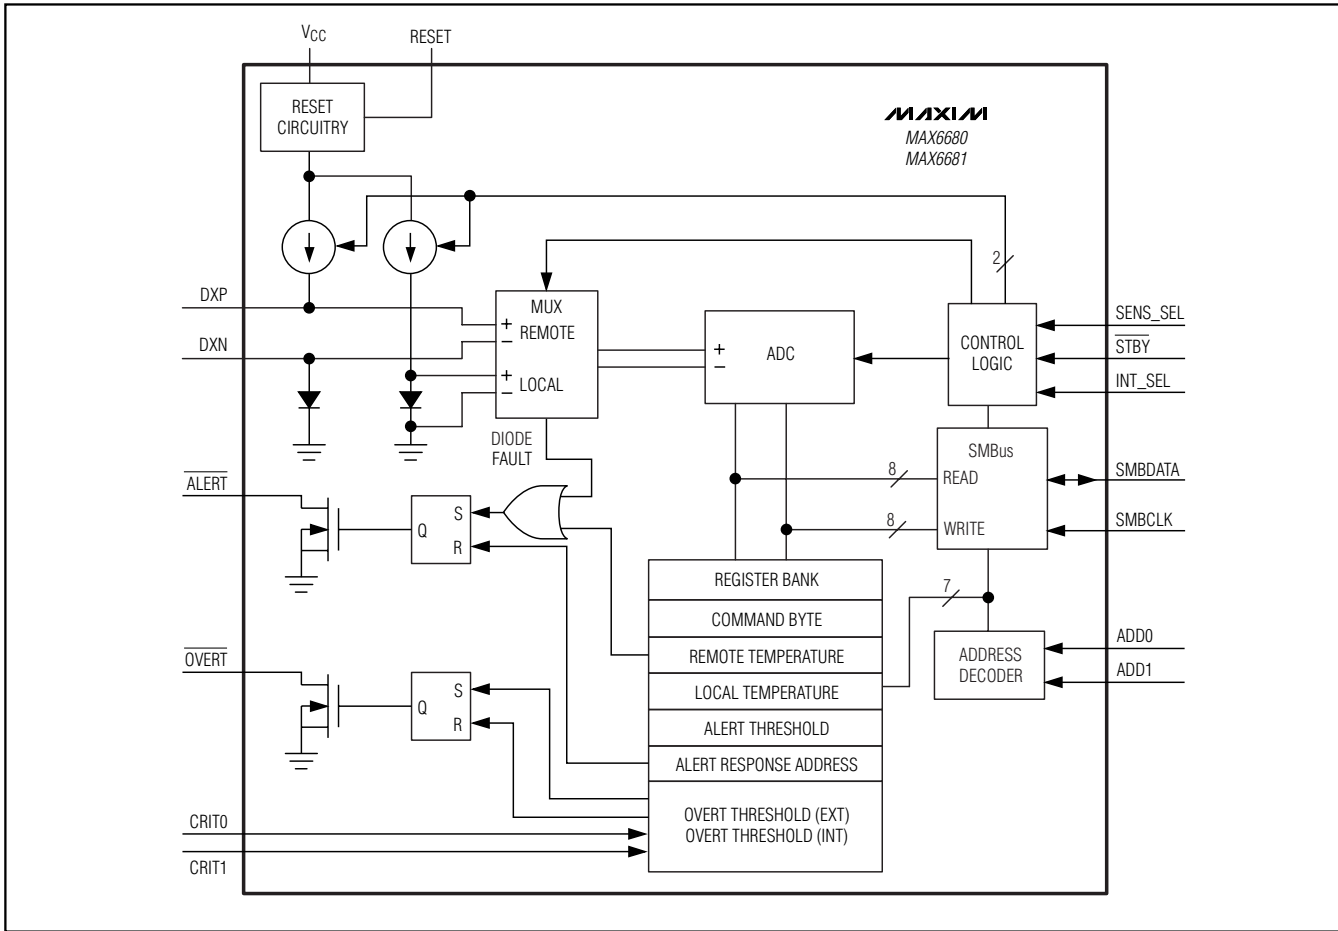 VCC
RESET
RESET
CIRCUITRY
MAXIM
MAX6680
MAX6681
2
DXP
DXN
MUX
+ REMOTE
−
+
LOCAL
−
+
−
ADC
CONTROL
LOGIC
SENS_SEL
STBY
INT_SEL
DIODE
FAULT
ALERT
S
Q
R
8
8
SMBus
READ
WRITE
SMBDATA
SMBCLK
REGISTER BANK
COMMAND BYTE
REMOTE TEMPERATURE
LOCAL TEMPERATURE
ALERT THRESHOLD
ALERT RESPONSE ADDRESS
OVERT THRESHOLD (EXT)
OVERT THRESHOLD (INT)
7
ADDRESS
DECODER
ADD0
ADD1
OVERT
S
Q
R
CRIT0
CRIT1